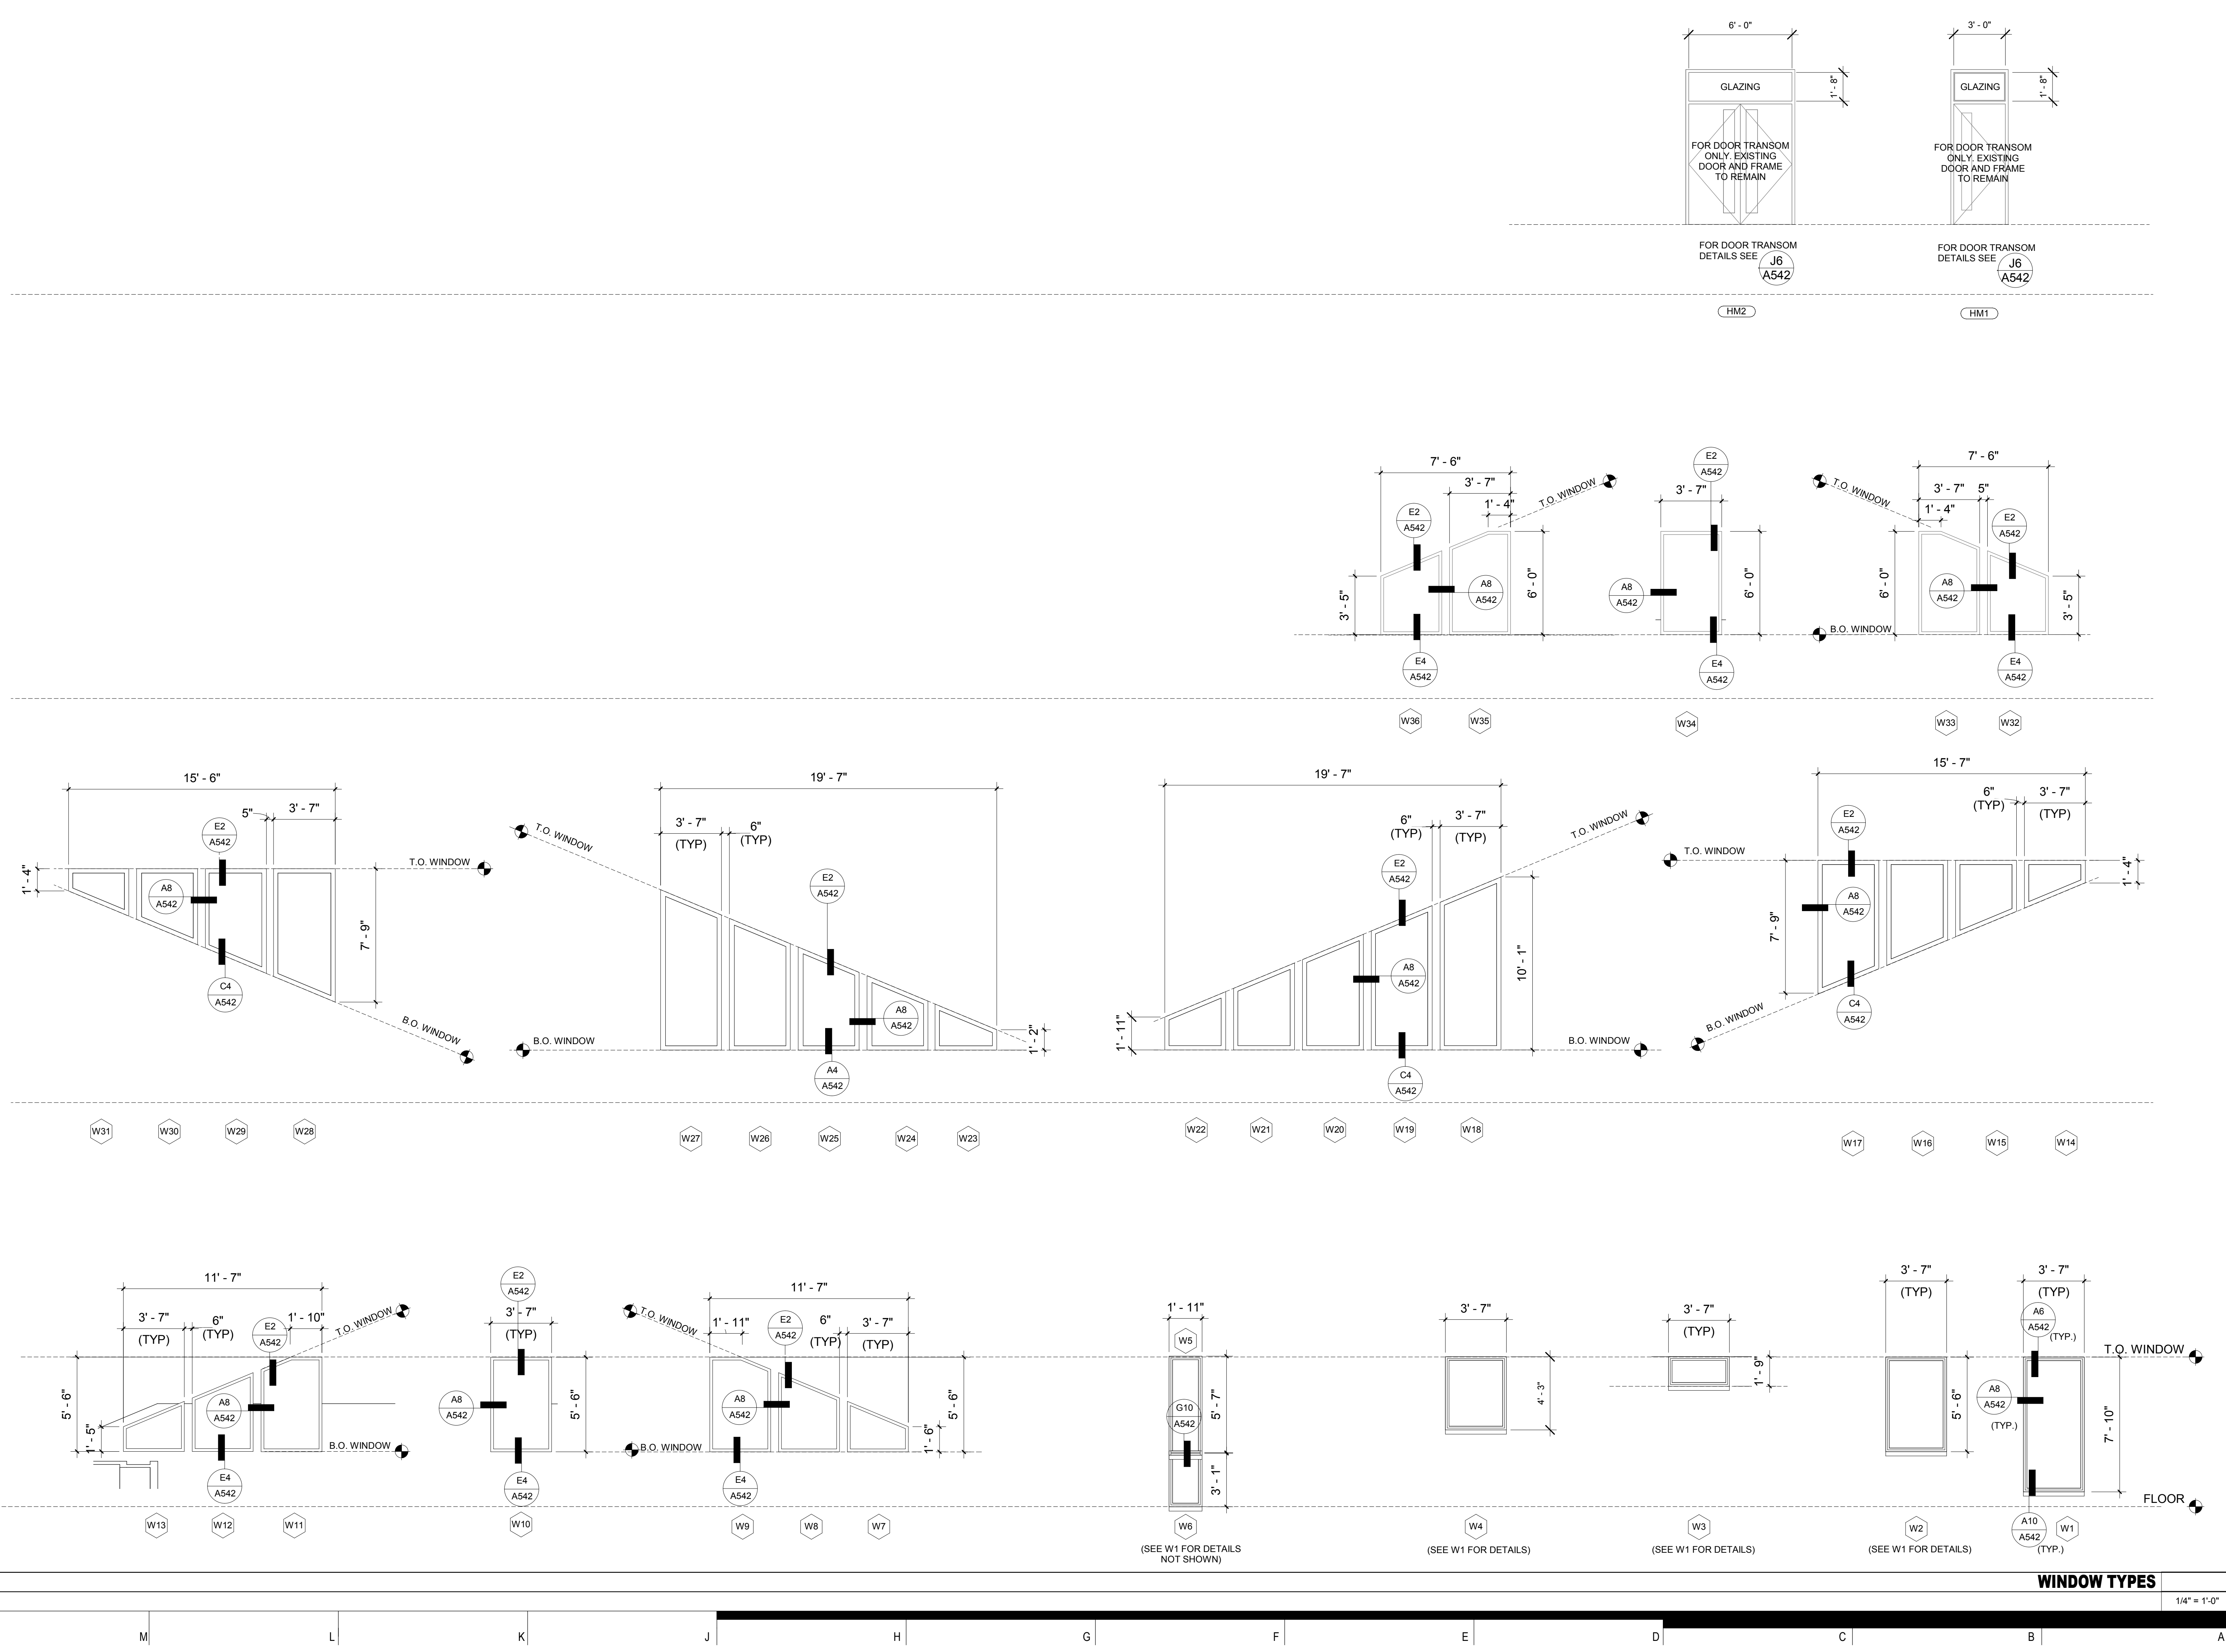 6' - 0"
3' - 0"
GLAZING
1' - 8"
GLAZING
1' - 8"
FOR DOOR TRANSOM
ONLY. EXISTING
DOOR AND FRAME
TO REMAIN
FOR DOOR TRANSOM
ONLY. EXISTING
DOOR AND FRAME
TO REMAIN
FOR DOOR TRANSOM
DETAILS SEE
J6
A542
FOR DOOR TRANSOM
DETAILS SEE
J6
A542
HM2
HM1
7' - 6"
3' - 7"
1' - 4"
T.O. WINDOW
E2
A542
A8
A542
3' - 5"
6' - 0"
E4
A542
E2
A542
3' - 7"
A8
A542
6' - 0"
E4
A542
7' - 6"
3' - 7"
5"
1' - 4"
T.O. WINDOW
E2
A542
A8
A542
6' - 0"
3' - 5"
B.O. WINDOW
E4
A542
W36
W35
W34
W33
W32
15' - 6"
5"
3' - 7"
E2
A542
T.O. WINDOW
1' - 4"
A8
A542
7' - 9"
C4
A542
B.O. WINDOW
19' - 7"
3' - 7"
(TYP)
6"
(TYP)
T.O. WINDOW
E2
A542
A8
A542
1' - 2"
B.O. WINDOW
A4
A542
19' - 7"
6"
(TYP)
3' - 7"
(TYP)
T.O. WINDOW
E2
A542
A8
A542
10' - 1"
1' - 11"
B.O. WINDOW
C4
A542
15' - 7"
6"
(TYP)
3' - 7"
(TYP)
E2
A542
T.O. WINDOW
1' - 4"
A8
A542
7' - 9"
C4
A542
B.O. WINDOW
W31
W30
W29
W28
W27
W26
W25
W24
W23
W22
W21
W20
W19
W18
W17
W16
W15
W14
11' - 7"
3' - 7"
(TYP)
6"
(TYP)
1' - 10"
E2
A542
T.O. WINDOW
5' - 6"
1' - 5"
A8
A542
B.O. WINDOW
E4
A542
E2
A542
3' - 7"
(TYP)
A8
A542
5' - 6"
E4
A542
11' - 7"
T.O. WINDOW
1' - 11"
E2
A542
6"
(TYP)
3' - 7"
(TYP)
A8
A542
5' - 6"
1' - 6"
B.O. WINDOW
E4
A542
1' - 11"
W5
G10
A542
5' - 7"
3' - 1"
3' - 7"
4' - 3"
3' - 7"
(TYP)
1' - 9"
3' - 7"
(TYP)
5' - 6"
3' - 7"
(TYP)
A6
A542
(TYP.)
T.O. WINDOW
A8
A542
(TYP.)
7' - 10"
FLOOR
W13
W12
W11
W10
W9
W8
W7
W6
(SEE W1 FOR DETAILS
NOT SHOWN)
W4
(SEE W1 FOR DETAILS)
W3
(SEE W1 FOR DETAILS)
W2
(SEE W1 FOR DETAILS)
A10
A542
(TYP.)
W1
WINDOW TYPES
1/4" = 1'-0"
M
L
K
J
H
G
F
E
D
C
B
A